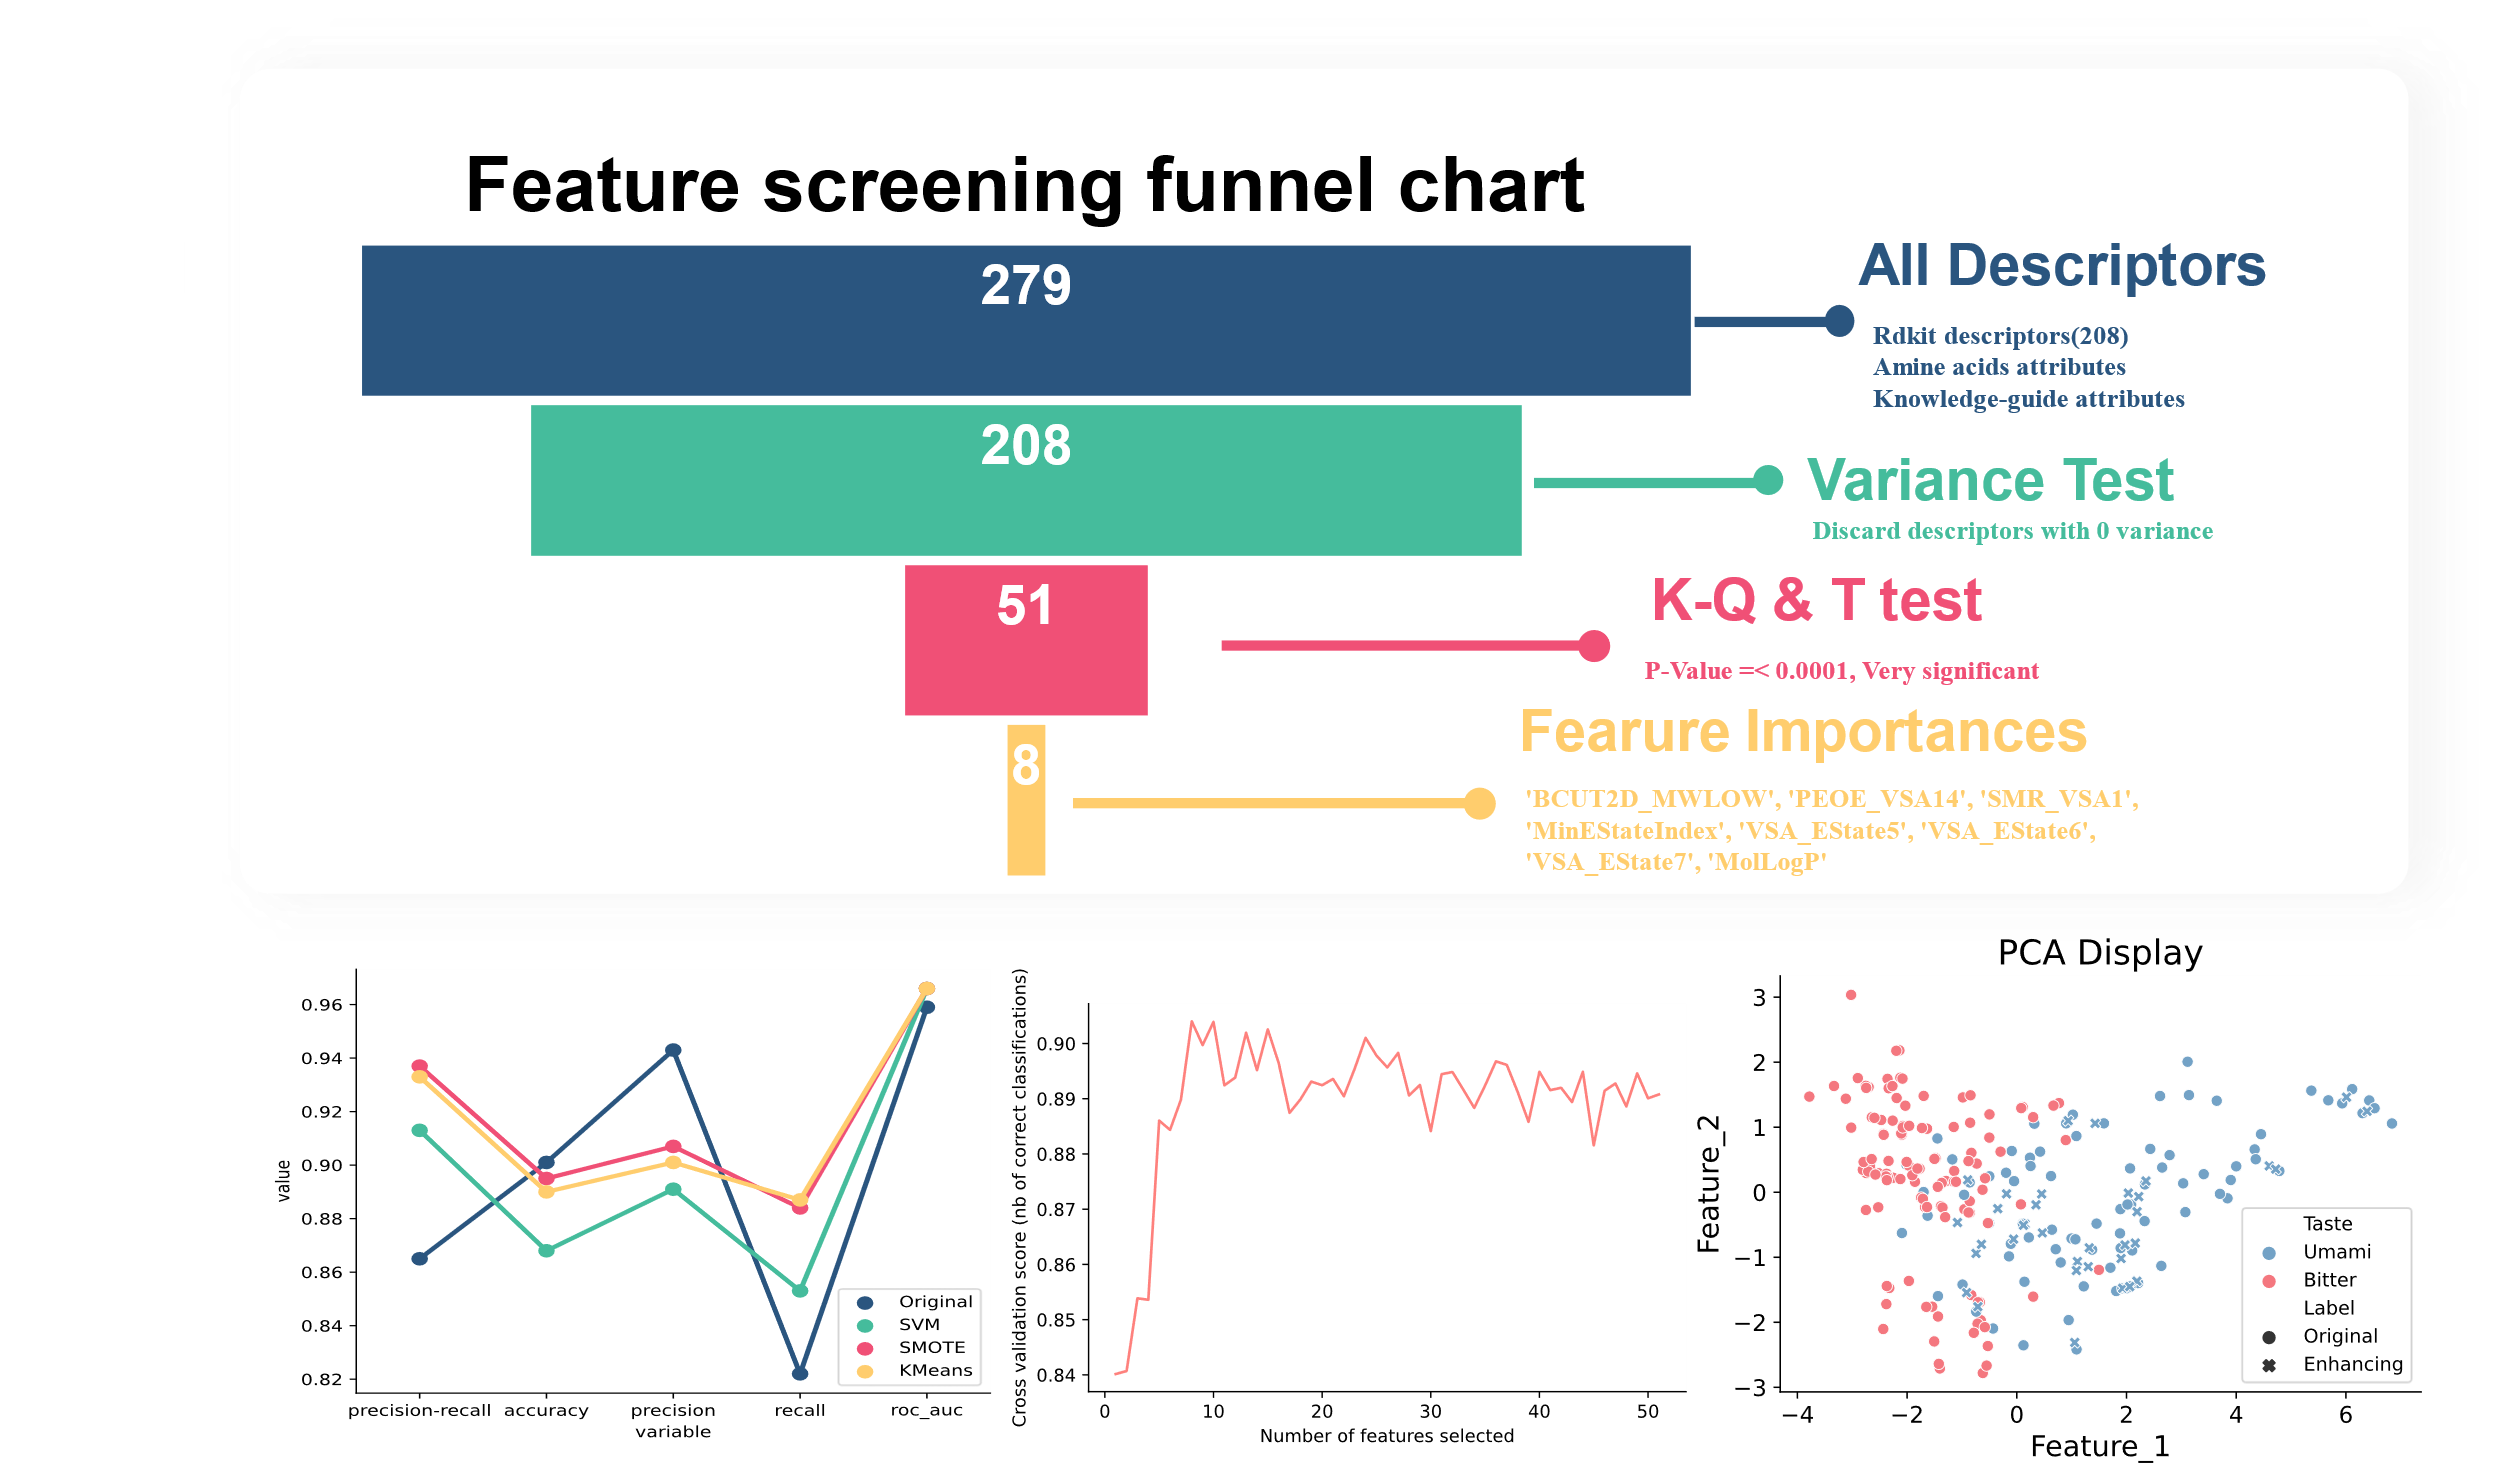 Feature screening funnel chart
279
All Descriptors
Rdkit descriptors(208)
Amine acids attributes
Knowledge-guide attributes
208
Variance Test
Discard descriptors with 0 variance
51
K-Q & T test
P-Value =< 0.0001, Very significant
8
Fearure Importances
'BCUT2D_MWLOW', 'PEOE_VSA14', 'SMR_VSA1',
'MinEStateIndex', 'VSA_EState5', 'VSA_EState6',
'VSA_EState7', 'MolLogP'
value
0.96
0.94
0.92
0.90
0.88
0.86
0.84
0.82
precision-recall accuracy precision recall roc_auc
variable
Original
SVM
SMOTE
KMeans
Cross validation score (nb of correct classifications)
0.90
0.89
0.88
0.87
0.86
0.85
0.84
0 10 20 30 40 50
Number of features selected
PCA Display
Feature_2
3
2
1
0
−1
−2
−3
−4 −2 0 2 4 6
Feature_1
Taste
Umami
Bitter
Label
Original
Enhancing